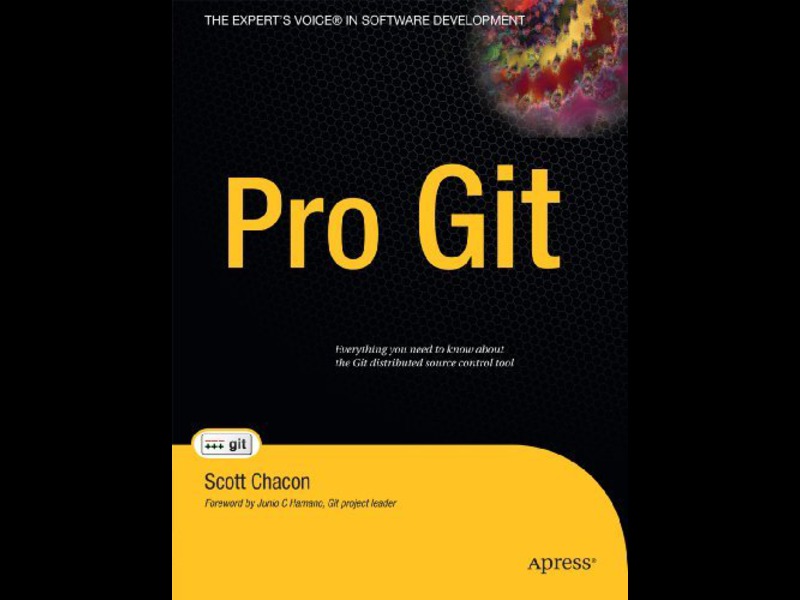 THE EXPERT'S VOICE® IN SOFTWARE DEVELOPMENT
Pro Git
Everything you need to know about
the Git distributed source control tool
git
Scott Chacon
Foreword by Junio C Hamano, Git project leader
Apress®